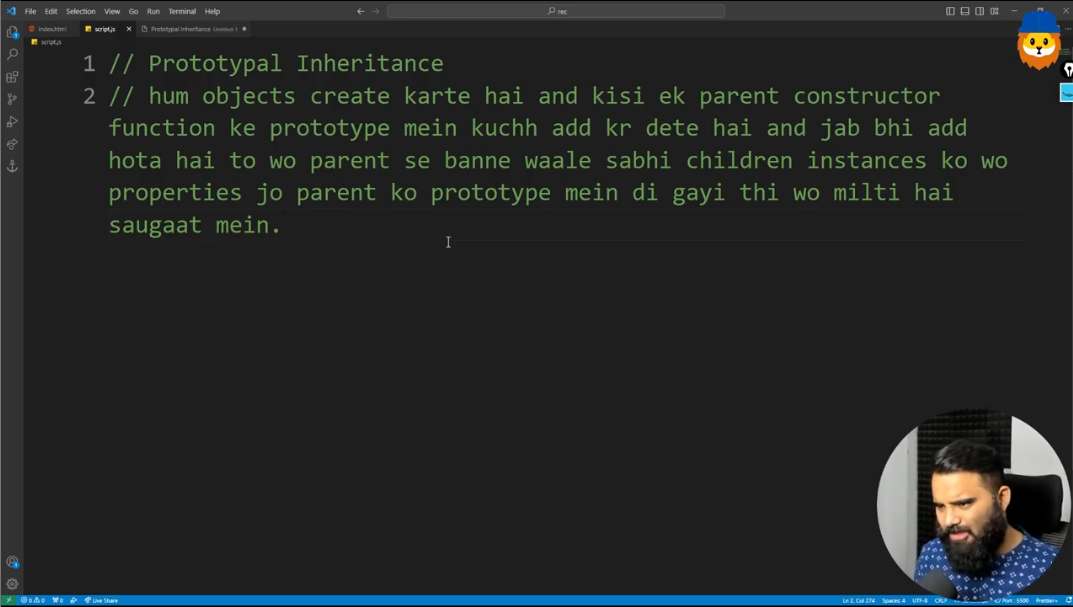 File Edit Selection View Go Run Terminal Help
rec
index.html script.js Prototypal Inheritance Untitled-1
script.js
1 // Prototypal Inheritance
2 // hum objects create karte hai and kisi ek parent constructor
function ke prototype mein kuchh add kr dete hai and jab bhi add
hota hai to wo parent se banne waale sabhi children instances ko wo
properties jo parent ko prototype mein di gayi thi wo milti hai
saugaat mein.
0 0 0 Live Share Ln 2, Col 274 Spaces: 4 UTF-8 CRLF Port : 5500 Prettier